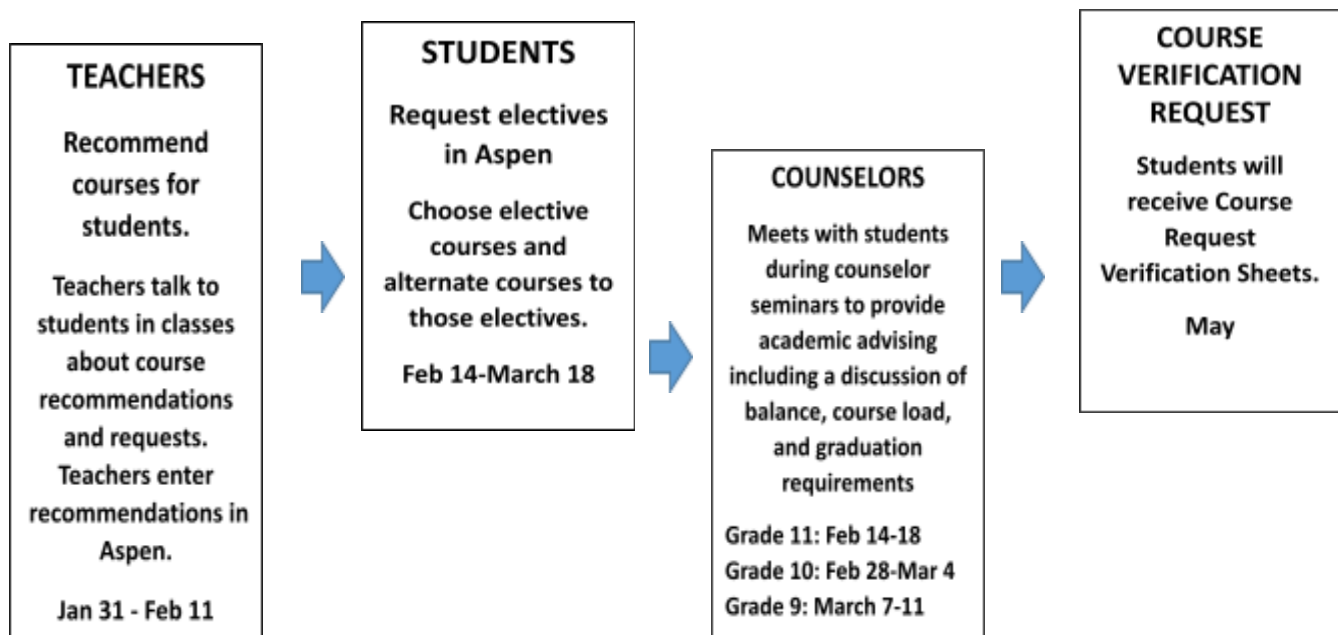 TEACHERS
Recommend
courses for
students.
Teachers talk to
students in classes
about course
recommendations
and requests.
Teachers enter
recommendations in
Aspen.
Jan 31 - Feb 11
STUDENTS
Request electives
in Aspen
Choose elective
courses and
alternate courses to
those electives.
Feb 14-March 18
COUNSELORS
Meets with students
during counselor
seminars to provide
academic advising
including a discussion of
balance, course load,
and graduation
requirements
Grade 11: Feb 14-18
Grade 10: Feb 28-Mar 4
Grade 9: March 7-11
COURSE
VERIFICATION
REQUEST
Students will
receive Course
Request
Verification Sheets.
May